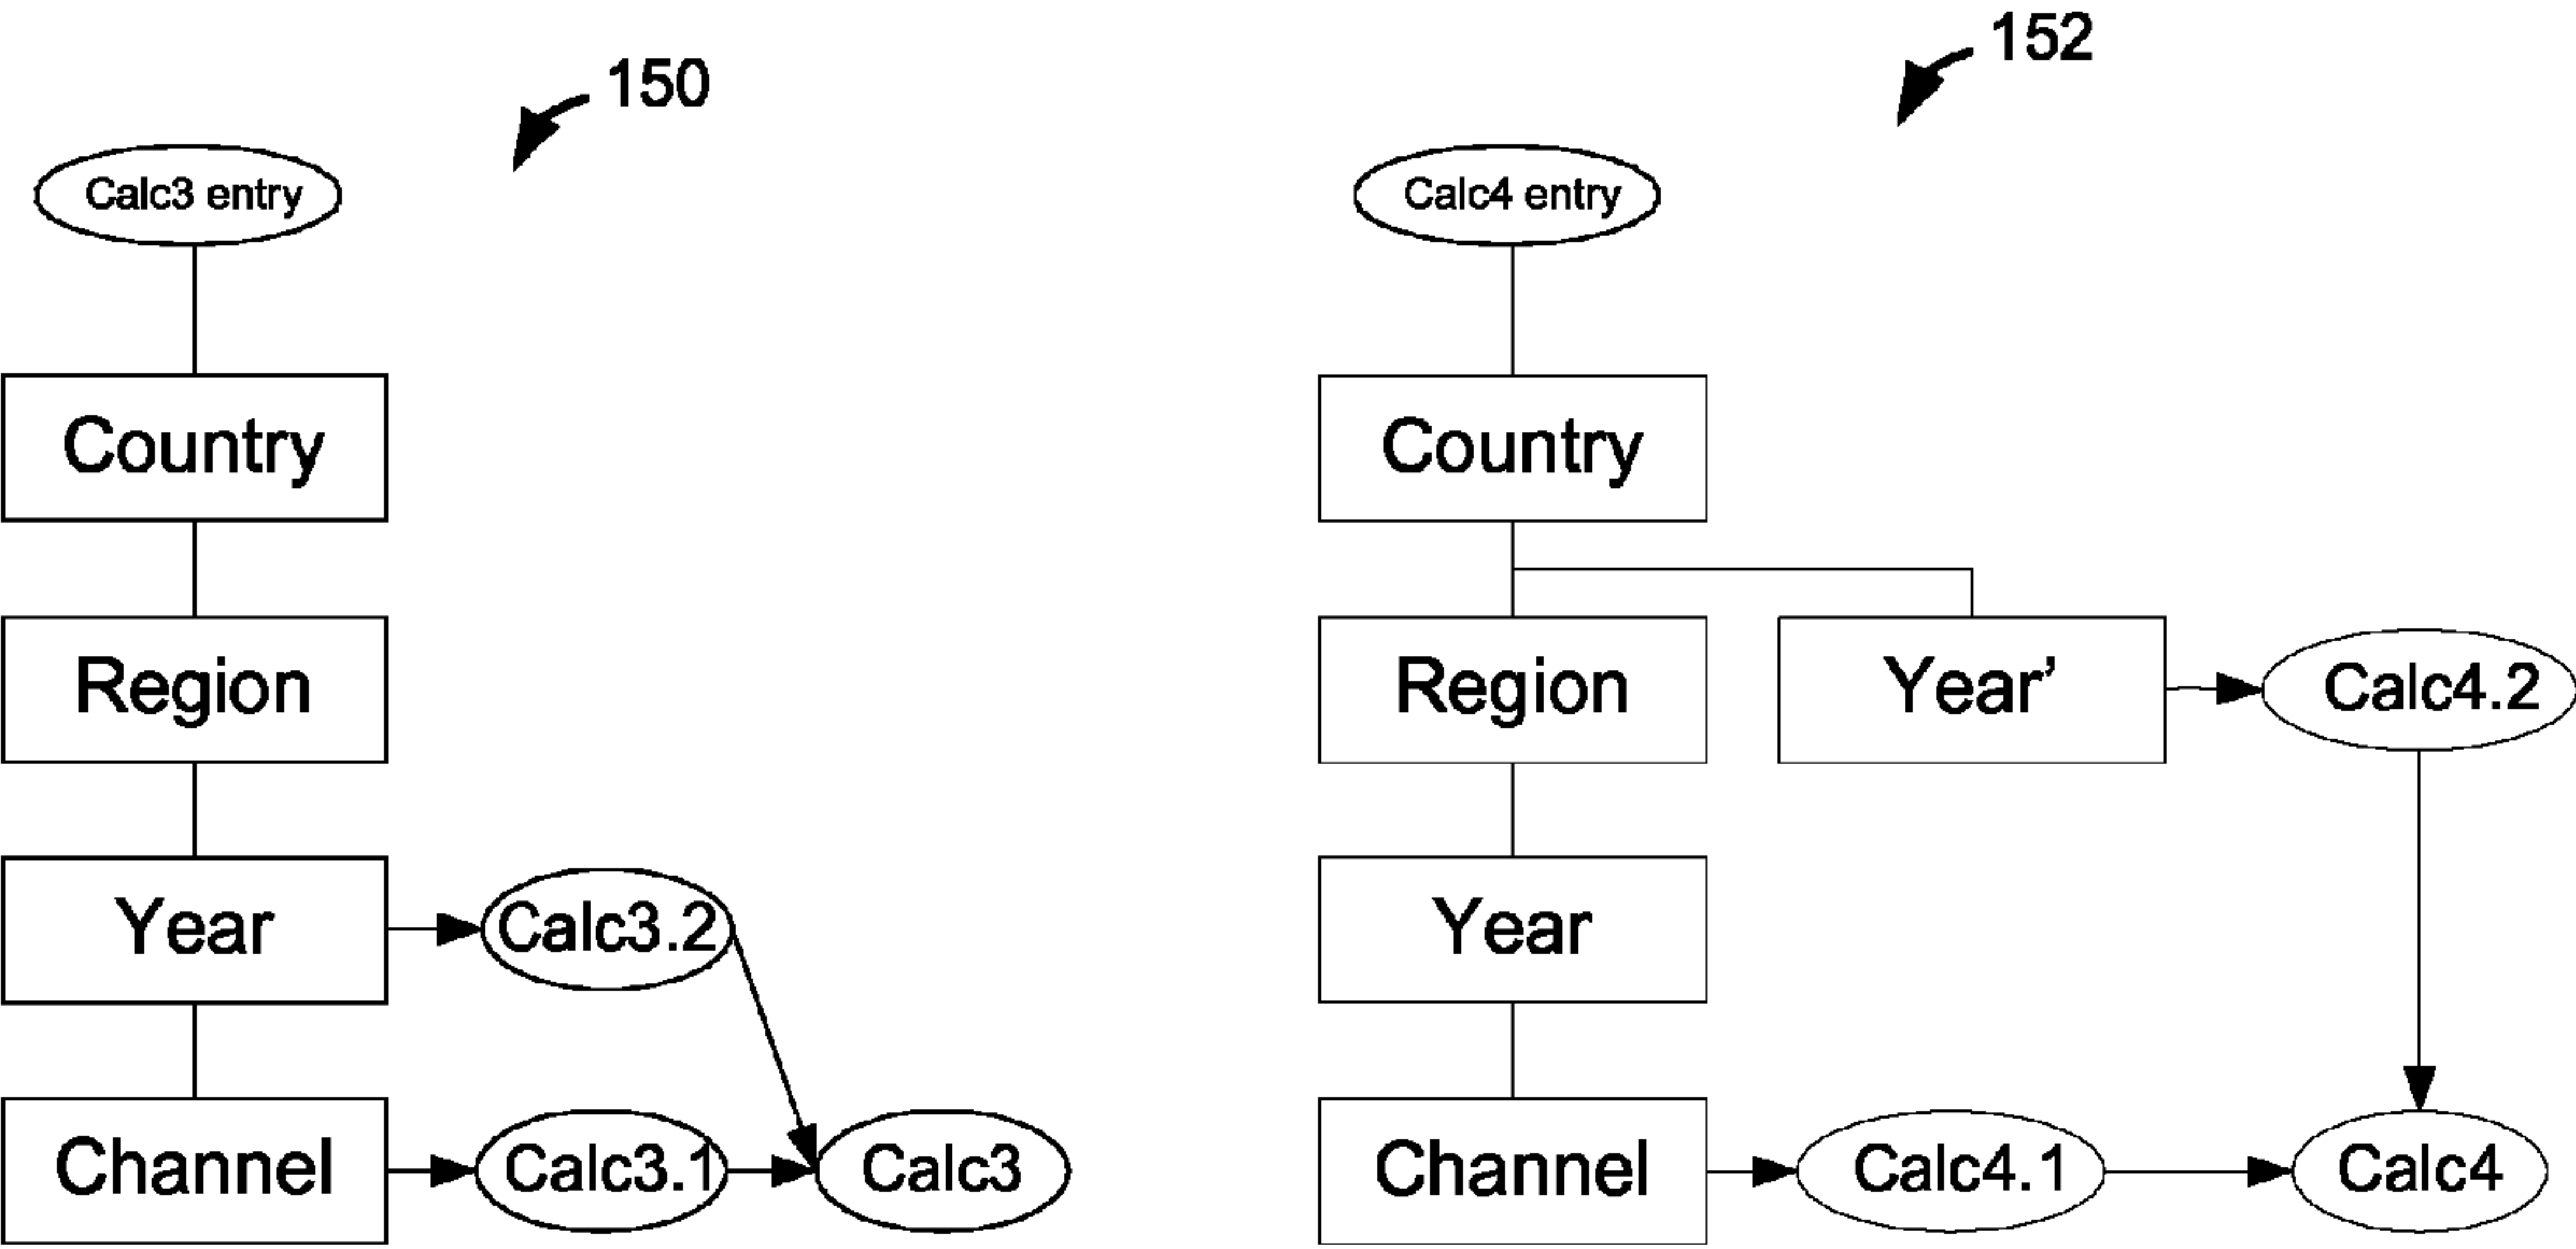 150
Calc3 entry
Country
Region
Year
Calc3.2
Channel
Calc3.1
Calc3
152
Calc4 entry
Country
Region
Year’
Calc4.2
Year
Channel
Calc4.1
Calc4